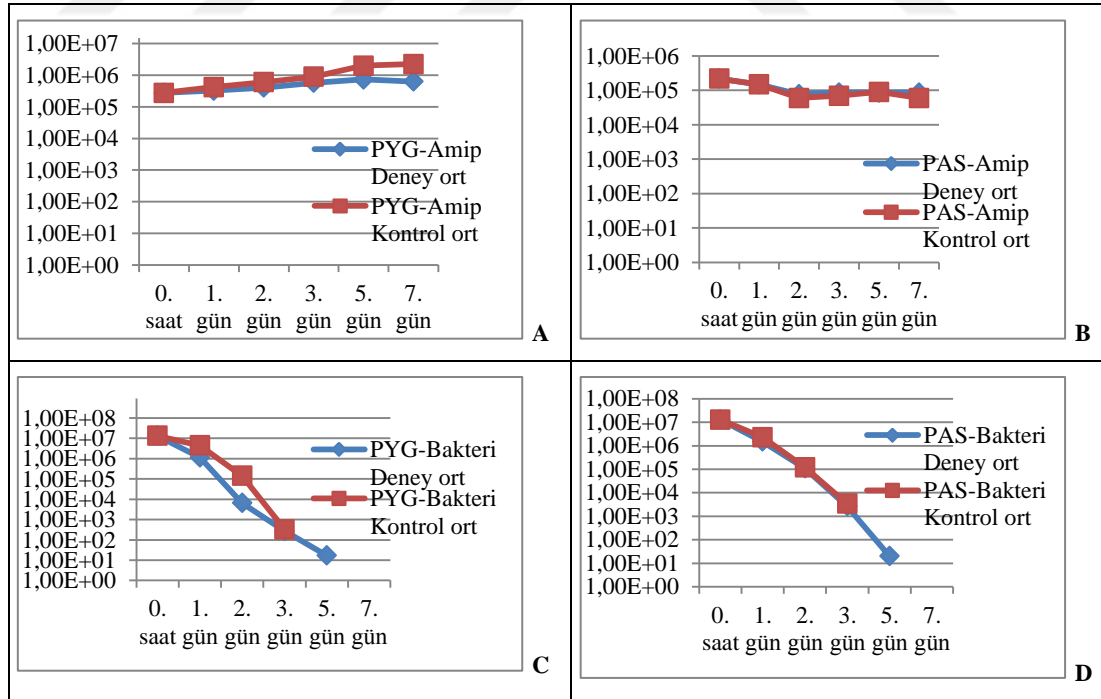 1,00E+07
1,00E+06
1,00E+05
1,00E+04
1,00E+03
1,00E+02
1,00E+01
1,00E+00
0. 1. 2. 3. 5. 7.
saat gün gün gün gün gün
PYG-Amip
Deney ort
PYG-Amip
Kontrol ort
A
1,00E+06
1,00E+05
1,00E+04
1,00E+03
1,00E+02
1,00E+01
1,00E+00
0. 1. 2. 3. 5. 7.
saat gün gün gün gün gün
PAS-Amip
Deney ort
PAS-Amip
Kontrol ort
B
1,00E+08
1,00E+07
1,00E+06
1,00E+05
1,00E+04
1,00E+03
1,00E+02
1,00E+01
1,00E+00
0. 1. 2. 3. 5. 7.
saat gün gün gün gün gün
PYG-Bakteri
Deney ort
PYG-Bakteri
Kontrol ort
C
1,00E+08
1,00E+07
1,00E+06
1,00E+05
1,00E+04
1,00E+03
1,00E+02
1,00E+01
1,00E+00
0. 1. 2. 3. 5. 7.
saat gün gün gün gün gün
PAS-Bakteri
Deney ort
PAS-Bakteri
Kontrol ort
D